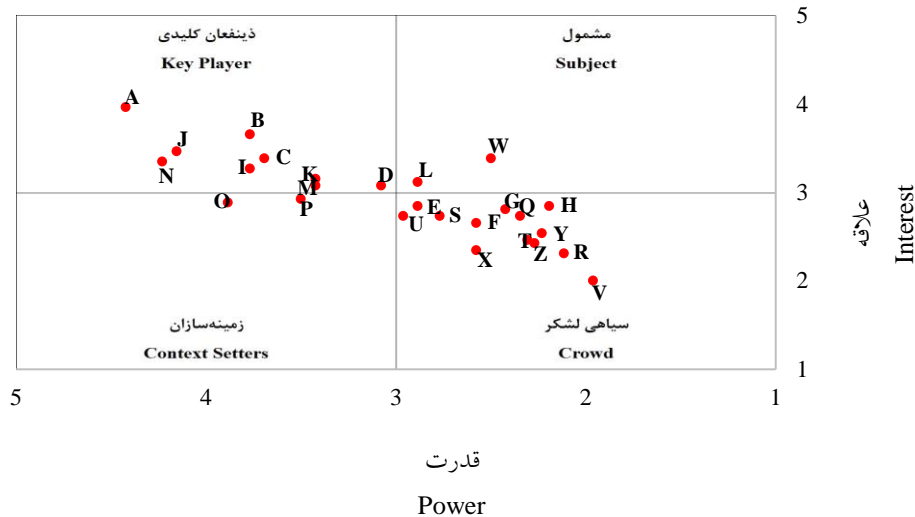 5
ذینفعان کلیدی
Key Player
مشمول
Subject
A
4
B
J
W
C
I
N
K
D
L
M
3
O
P
G
Q
H
E
S
U
F
Y
T
Z
X
R
2
V
زمینه‌سازان
Context Setters
سیاهی لشکر
Crowd
1
5
4
3
2
1
علاقه
Interest
قدرت
Power